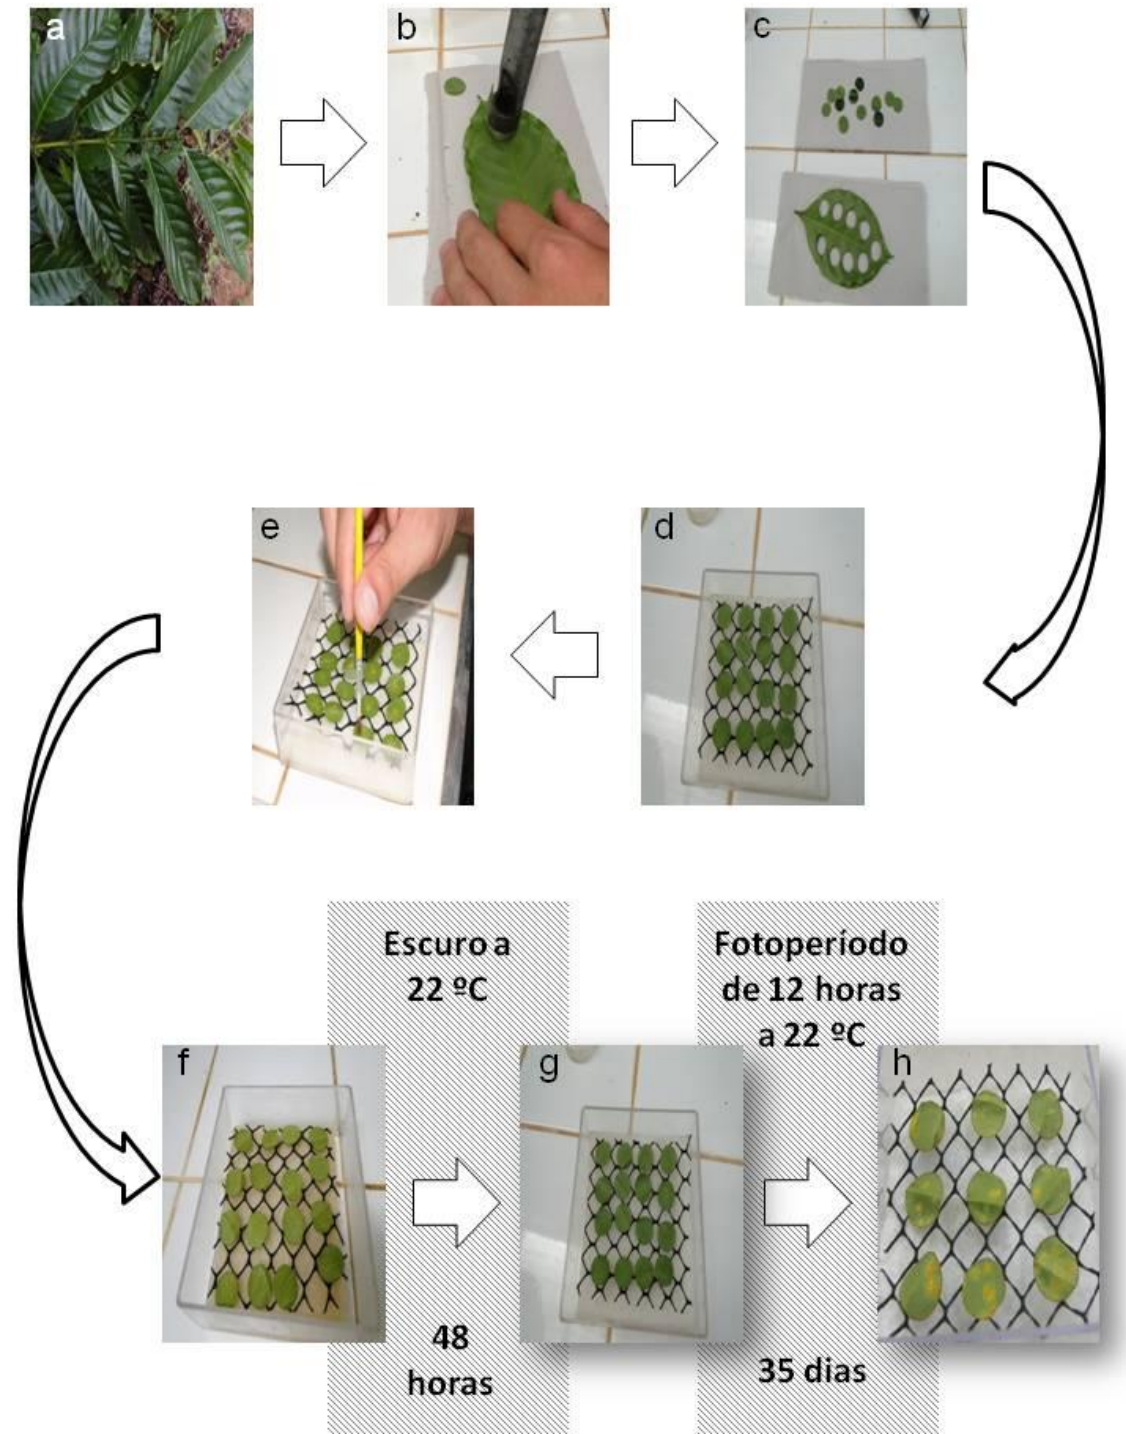 a
b
c
d
e
Escuro a
22 ºC
Fotoperíodo
de 12 horas
a 22 ºC
f
g
h
48
horas
35 dias